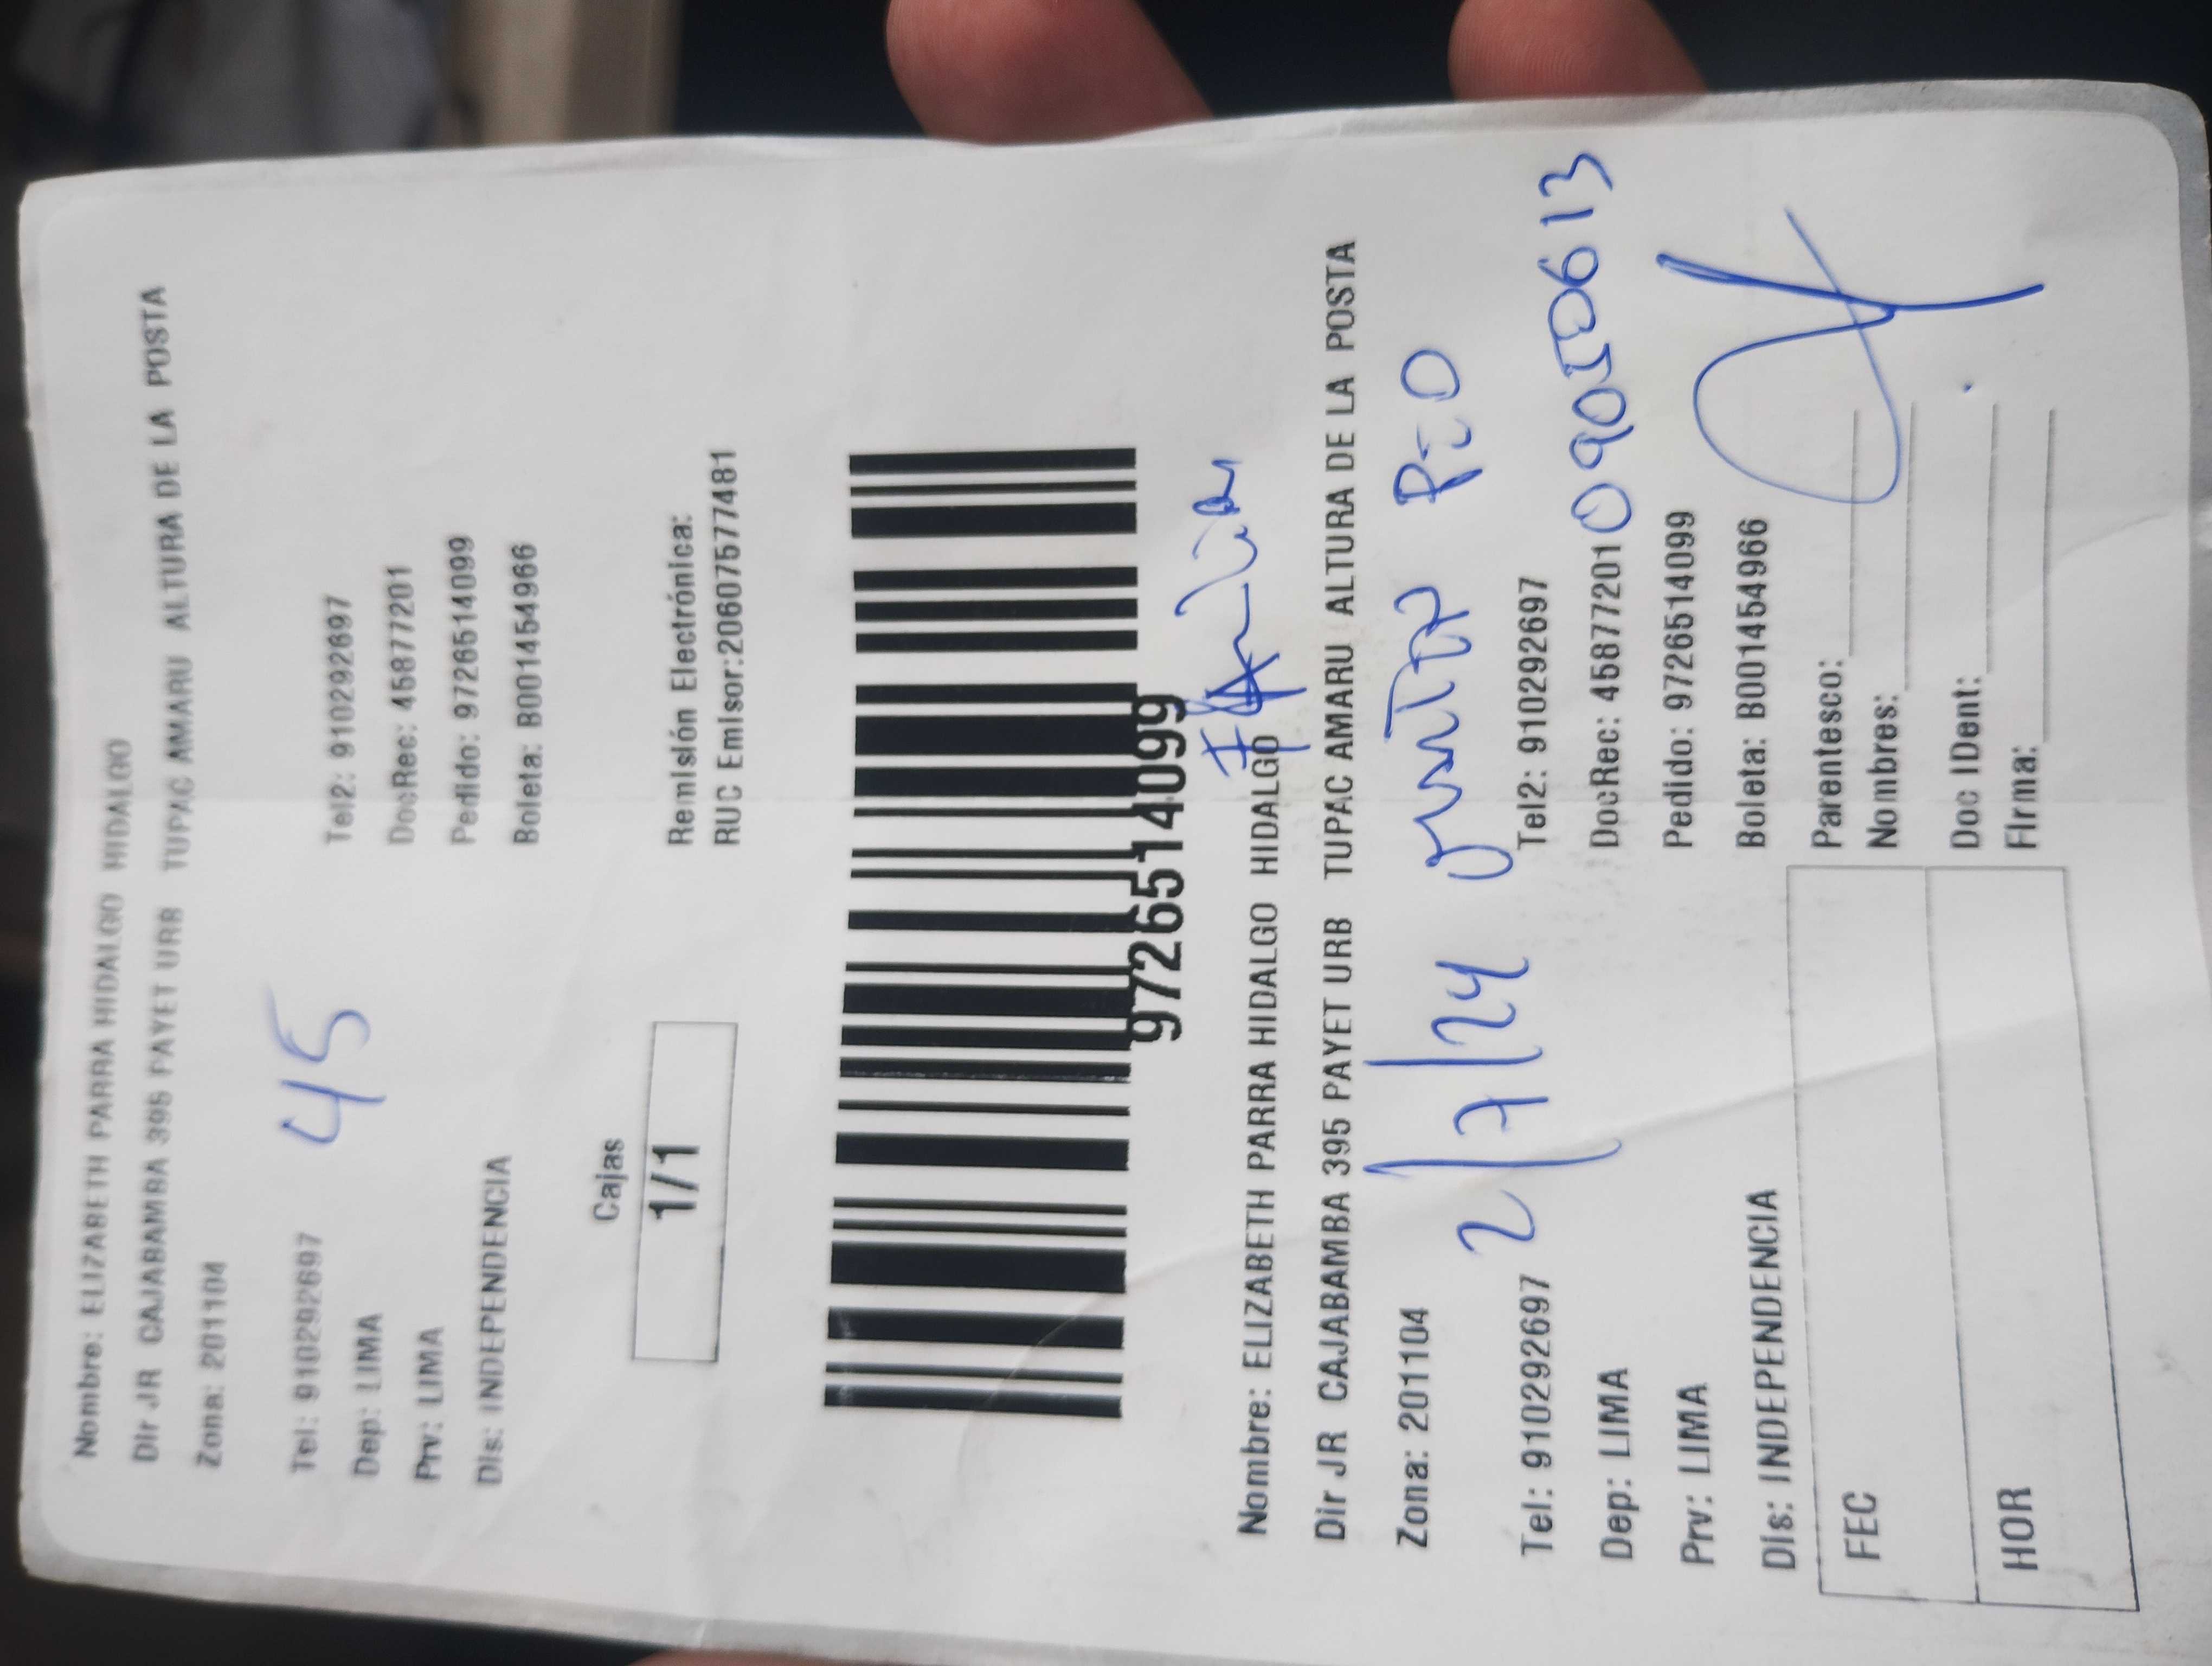 Nombre: ELIZABETH PARRA HIDALGO HIDALGO
Dir JR CAJABAMBA 395 PAYET URB TUPAC AMARU ALTURA DE LA POSTA
Zona: 201104
45
Tel: 910292697 Tel2: 910292697
Dep: LIMA DocRec: 45877201
Prv: LIMA Pedido: 9726514099
Dis: INDEPENDENCIA Boleta: B001454966
Cajas
1/1
Remisión Electrónica:
RUC Emisor:20607577481
9726514099
Nombre: ELIZABETH PARRA HIDALGO HIDALGO
Dir JR CAJABAMBA 395 PAYET URB TUPAC AMARU ALTURA DE LA POSTA
Zona: 201104
2/7/24
Tel: 910292697 Tel2: 910292697
Dep: LIMA DocRec: 45877201
Prv: LIMA Pedido: 9726514099
Dis: INDEPENDENCIA Boleta: B001454966
FEC Parentesco:
Nombres:
HOR Doc IDent:
Firma: